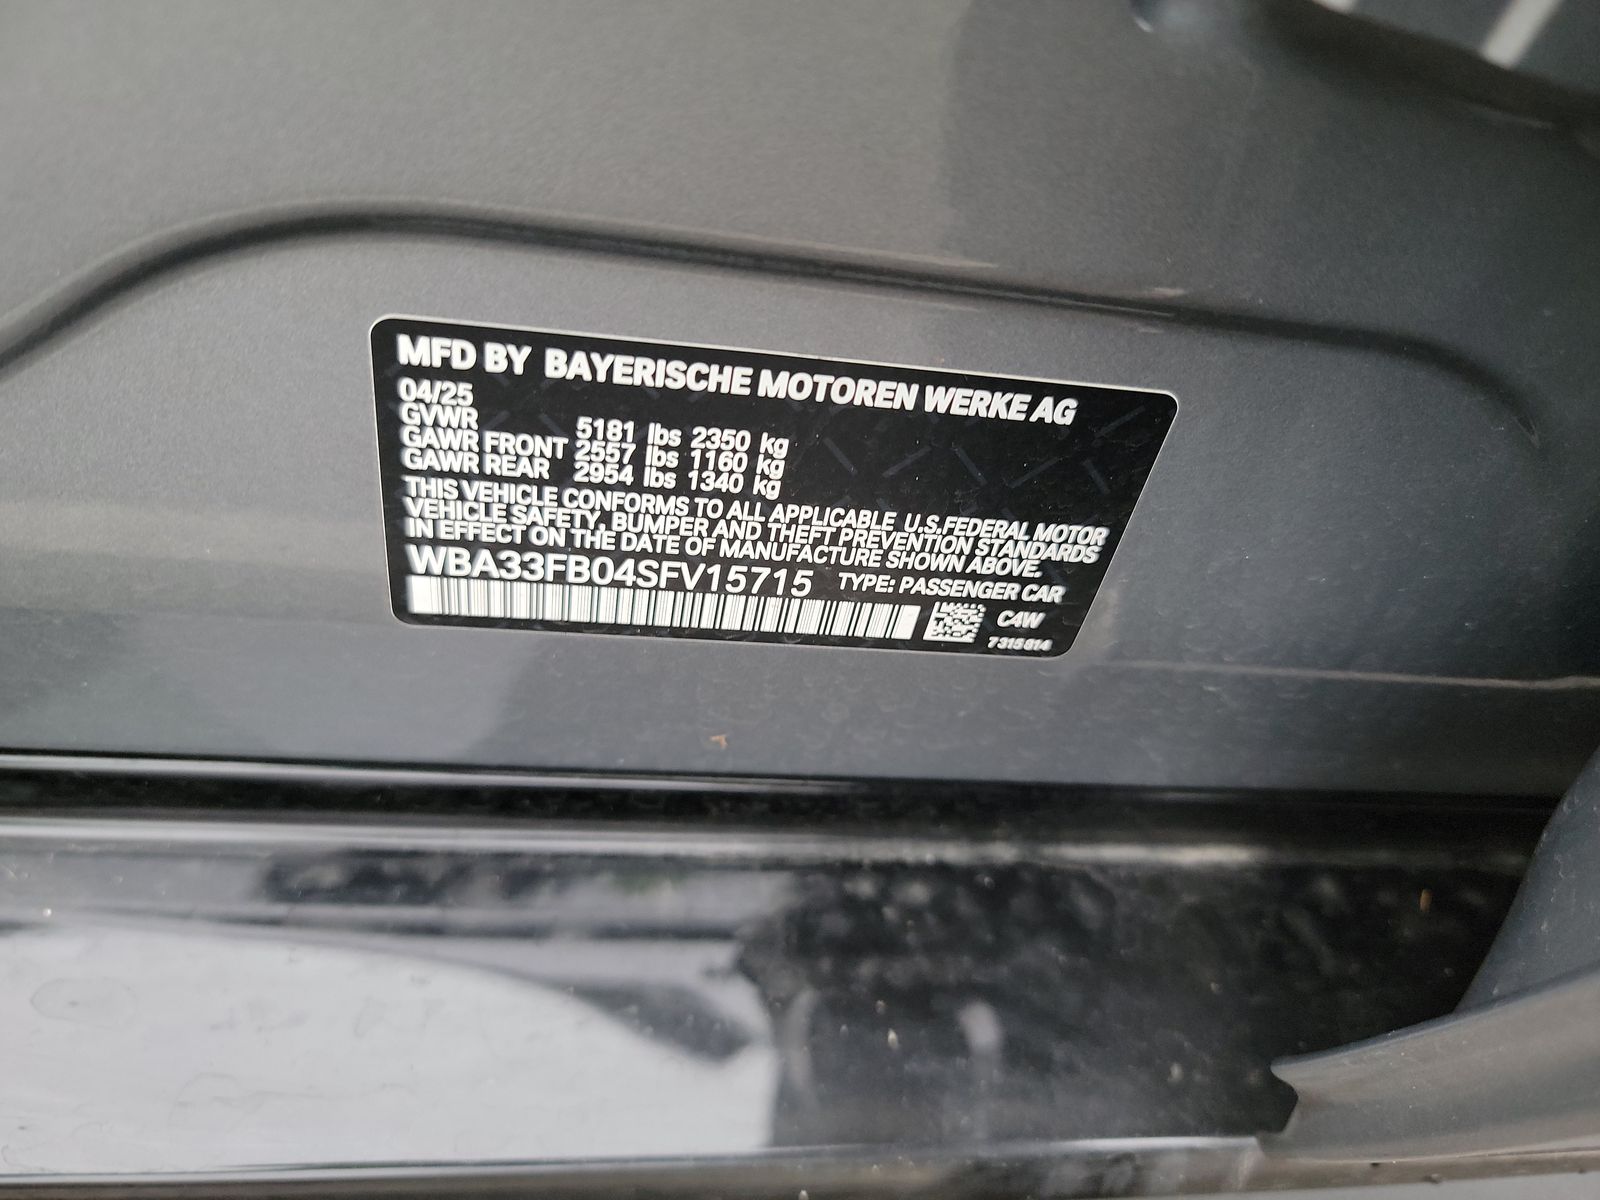 MFD BY BAYERISCHE MOTOREN WERKE AG
04/25
GVWR 5181 lbs 2350 kg
GAWR FRONT 2557 lbs 1160 kg
GAWR REAR 2954 lbs 1340 kg
THIS VEHICLE CONFORMS TO ALL APPLICABLE U.S.FEDERAL MOTOR
VEHICLE SAFETY, BUMPER AND THEFT PREVENTION STANDARDS
IN EFFECT ON THE DATE OF MANUFACTURE SHOWN ABOVE.
WBA33FB04SFV15715 TYPE: PASSENGER CAR
C4W
7315814